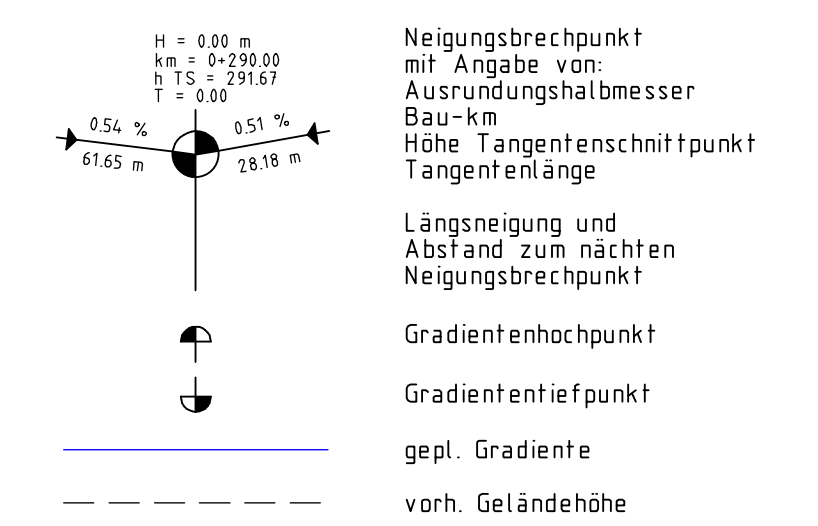 H = 0.00 m
km = 0+290.00
h TS = 291.67
T = 0.00
0.54 %
0.51 %
61.65 m
28.18 m
Neigungsbrechpunkt
mit Angabe von:
Ausrundungshalbmesser
Bau-km
Höhe Tangentenschnittpunkt
Tangentenlänge
Längsneigung und
Abstand zum nächten
Neigungsbrechpunkt
Gradientenhochpunkt
Gradiententiefpunkt
gepl. Gradiente
vorh. Geländehöhe